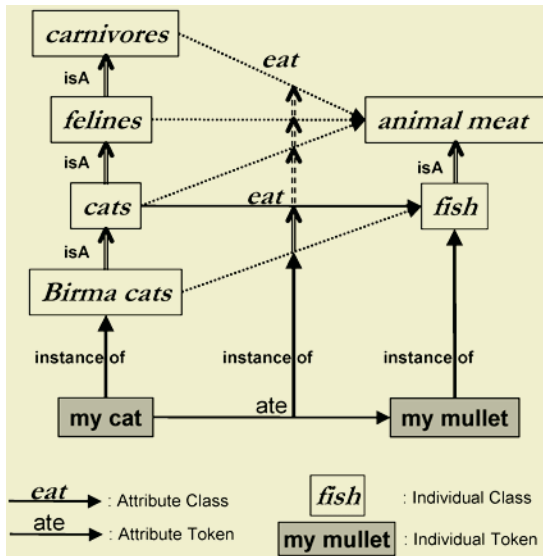 carnivores
eat
isA
felines
animal meat
isA
isA
cats
eat
fish
isA
Birma cats
instance of
instance of
instance of
my cat
ate
my mullet
eat : Attribute Class
fish : Individual Class
ate : Attribute Token
my mullet : Individual Token